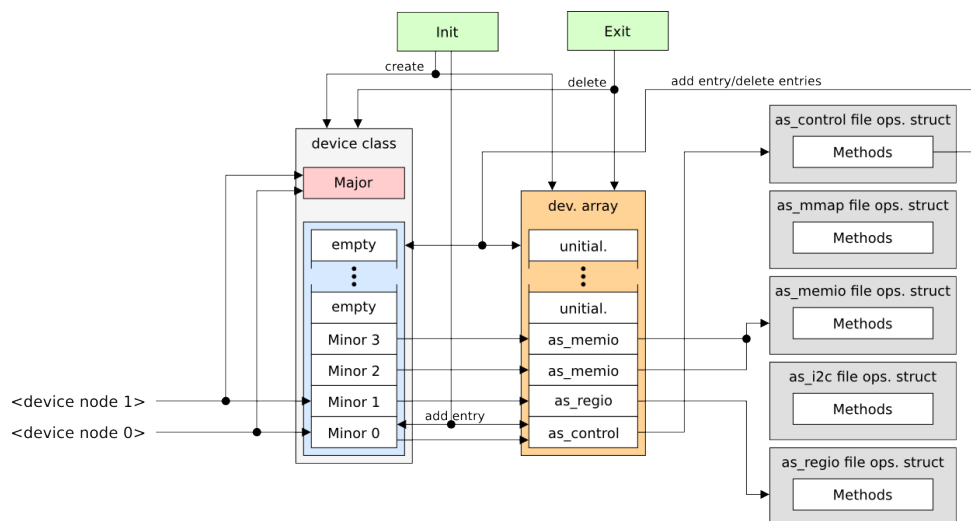 Init
Exit
create
delete
add entry/delete entries
device class
Major
empty
empty
Minor 3
Minor 2
Minor 1
Minor 0
add entry
<device node 1>
<device node 0>
dev. array
unitial.
unitial.
as_memio
as_memio
as_regio
as_control
as_control file ops. struct
Methods
as_mmap file ops. struct
Methods
as_memio file ops. struct
Methods
as_i2c file ops. struct
Methods
as_regio file ops. struct
Methods